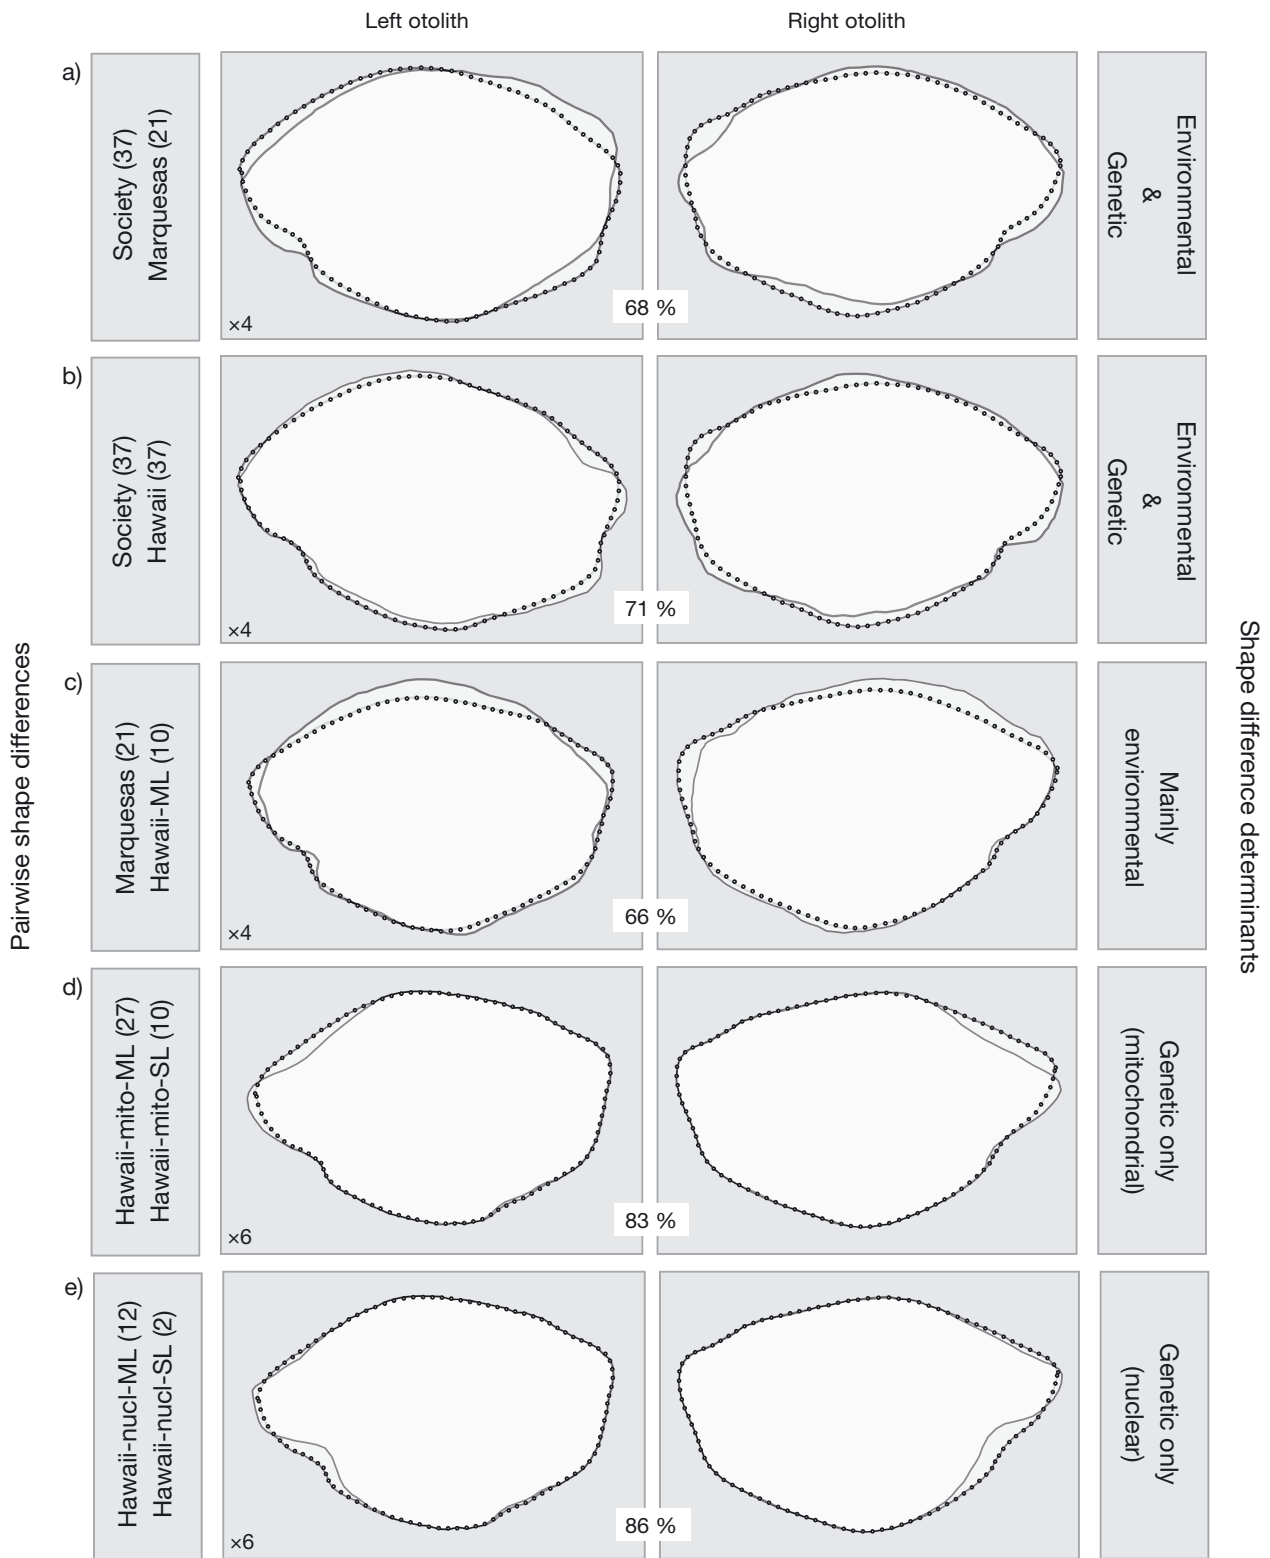 Left otolith
Right otolith
Pairwise shape differences
Shape difference determinants
a)
Society (37)
Marquesas (21)
×4
68 %
Environmental
&
Genetic
b)
Society (37)
Hawaii (37)
×4
71 %
Environmental
&
Genetic
c)
Marquesas (21)
Hawaii-ML (10)
×4
66 %
Mainly
environmental
d)
Hawaii-mito-ML (27)
Hawaii-mito-SL (10)
×6
83 %
Genetic only
(mitochondrial)
e)
Hawaii-nucl-ML (12)
Hawaii-nucl-SL (2)
×6
86 %
Genetic only
(nuclear)